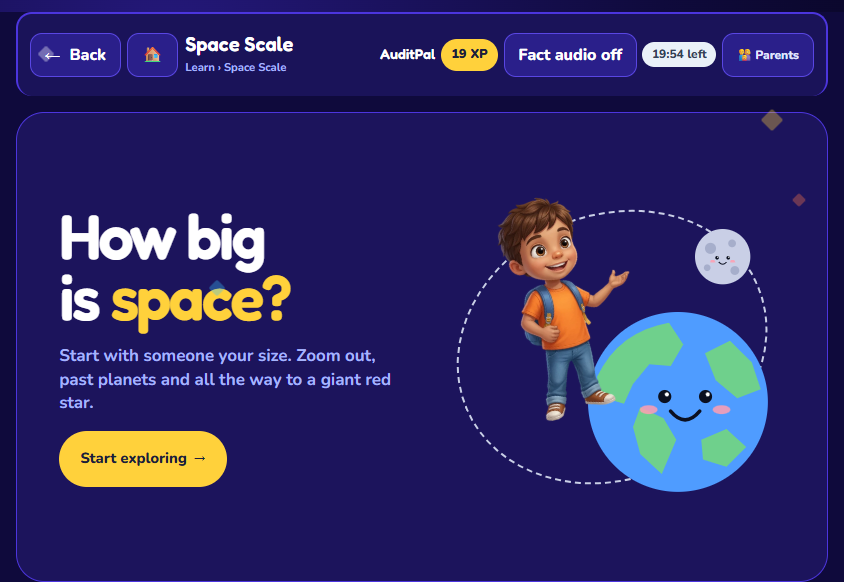 ← Back
Space Scale
Learn › Space Scale
AuditPal
19 XP
Fact audio off
19:54 left
Parents
How big
is space?
Start with someone your size. Zoom out,
past planets and all the way to a giant red
star.
Start exploring →